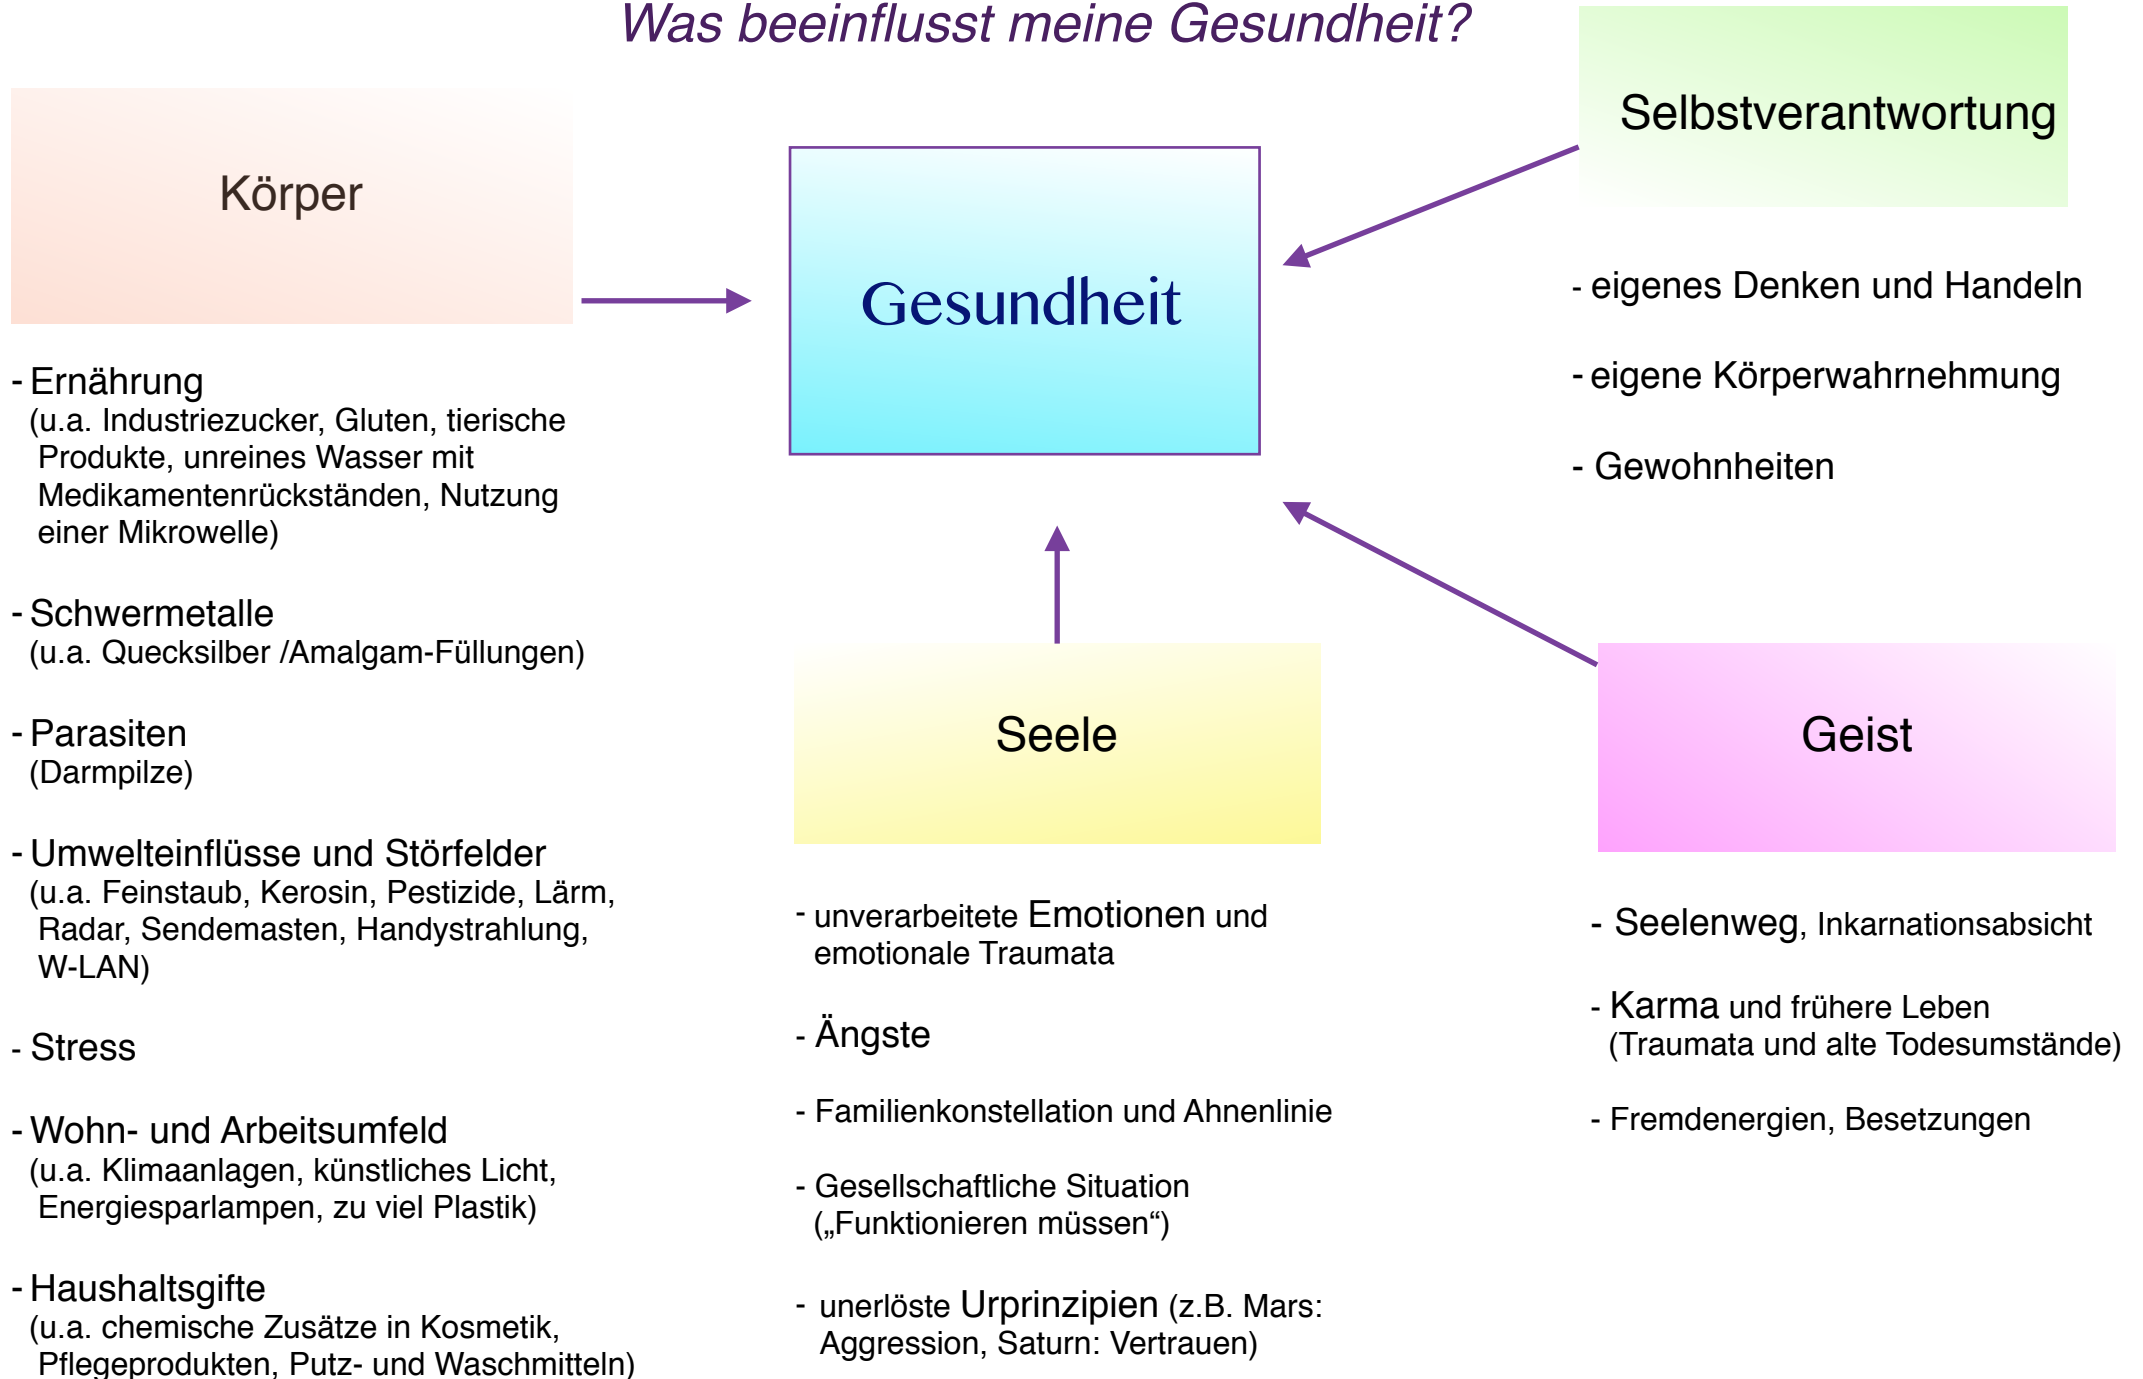 Was beeinflusst meine Gesundheit?
Körper
- Ernährung
(u.a. Industriezucker, Gluten, tierische
Produkte, unreines Wasser mit
Medikamentenrückständen, Nutzung
einer Mikrowelle)
- Schwermetalle
(u.a. Quecksilber /Amalgam-Füllungen)
- Parasiten
(Darmpilze)
- Umwelteinflüsse und Störfelder
(u.a. Feinstaub, Kerosin, Pestizide, Lärm,
Radar, Sendemasten, Handystrahlung,
W-LAN)
- Stress
- Wohn- und Arbeitsumfeld
(u.a. Klimaanlagen, künstliches Licht,
Energiesparlampen, zu viel Plastik)
- Haushaltsgifte
(u.a. chemische Zusätze in Kosmetik,
Pflegeprodukten, Putz- und Waschmitteln)
Gesundheit
Seele
- unverarbeitete Emotionen und
emotionale Traumata
- Ängste
- Familienkonstellation und Ahnenlinie
- Gesellschaftliche Situation
(„Funktionieren müssen“)
- unerlöste Urprinzipien (z.B. Mars:
Aggression, Saturn: Vertrauen)
Selbstverantwortung
- eigenes Denken und Handeln
- eigene Körperwahrnehmung
- Gewohnheiten
Geist
- Seelenweg, Inkarnationsabsicht
- Karma und frühere Leben
(Traumata und alte Todesumstände)
- Fremdenergien, Besetzungen